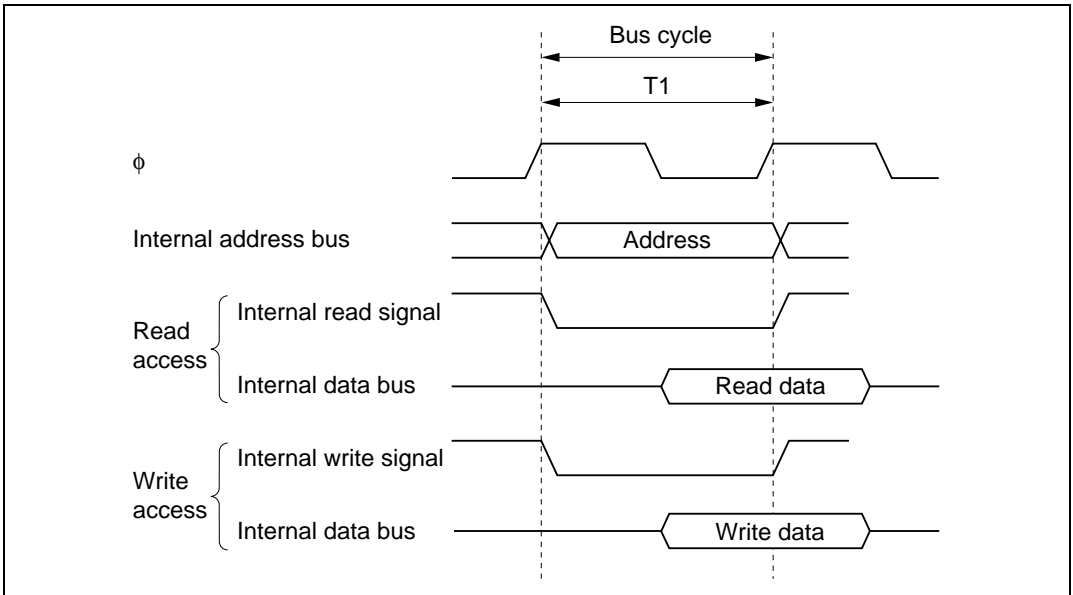 Bus cycle
T1
ϕ
Internal address bus
Address
Read
access
Internal read signal
Internal data bus
Read data
Write
access
Internal write signal
Internal data bus
Write data